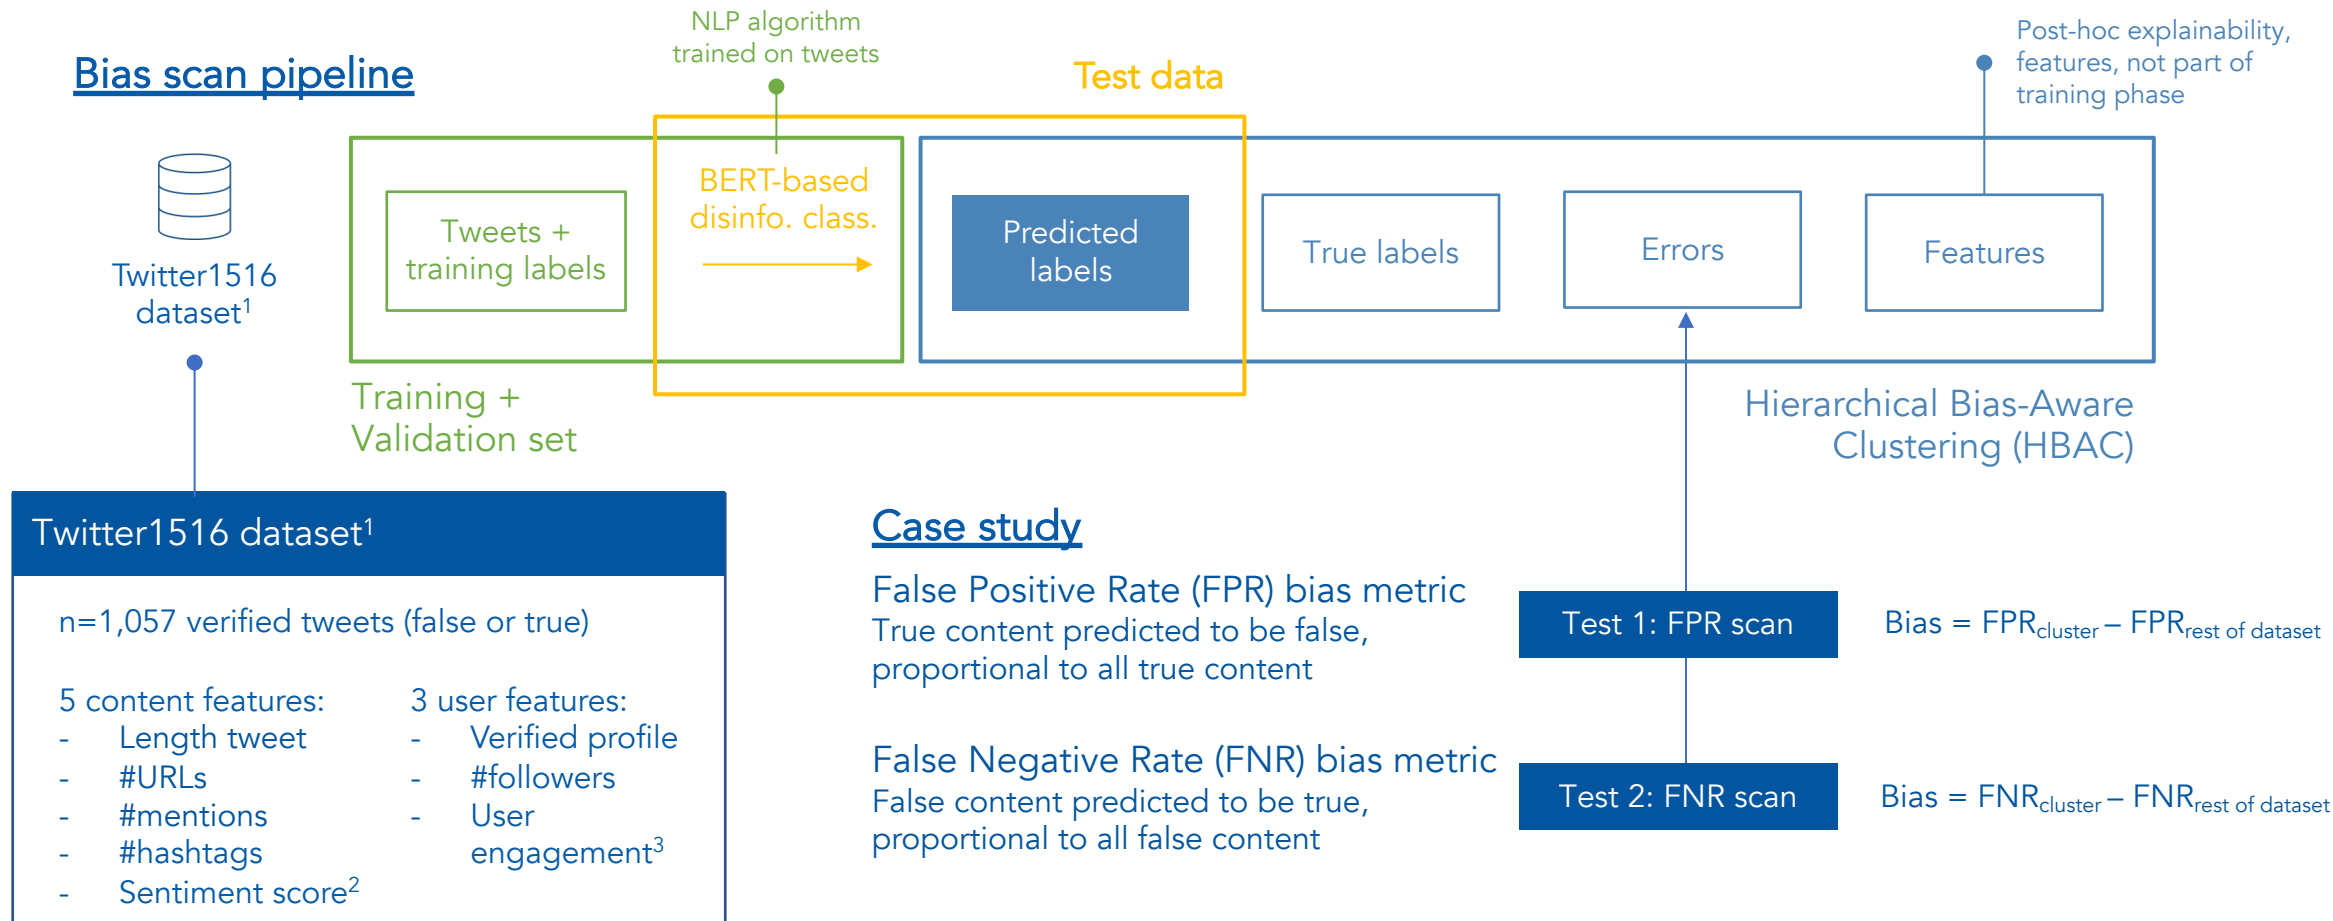 Bias scan pipeline
NLP algorithm
trained on tweets
Test data
Post-hoc explainability,
features, not part of
training phase
Twitter1516
dataset¹
Tweets +
training labels
BERT-based
disinfo. class.
Predicted
labels
True labels
Errors
Features
Training +
Validation set
Hierarchical Bias-Aware
Clustering (HBAC)
Twitter1516 dataset¹
n=1,057 verified tweets (false or true)
5 content features:
- Length tweet
- #URLs
- #mentions
- #hashtags
- Sentiment score²
3 user features:
- Verified profile
- #followers
- User
engagement³
Case study
False Positive Rate (FPR) bias metric
True content predicted to be false,
proportional to all true content
Test 1: FPR scan
Bias = FPRcluster – FPRrest of dataset
False Negative Rate (FNR) bias metric
False content predicted to be true,
proportional to all false content
Test 2: FNR scan
Bias = FNRcluster – FNRrest of dataset